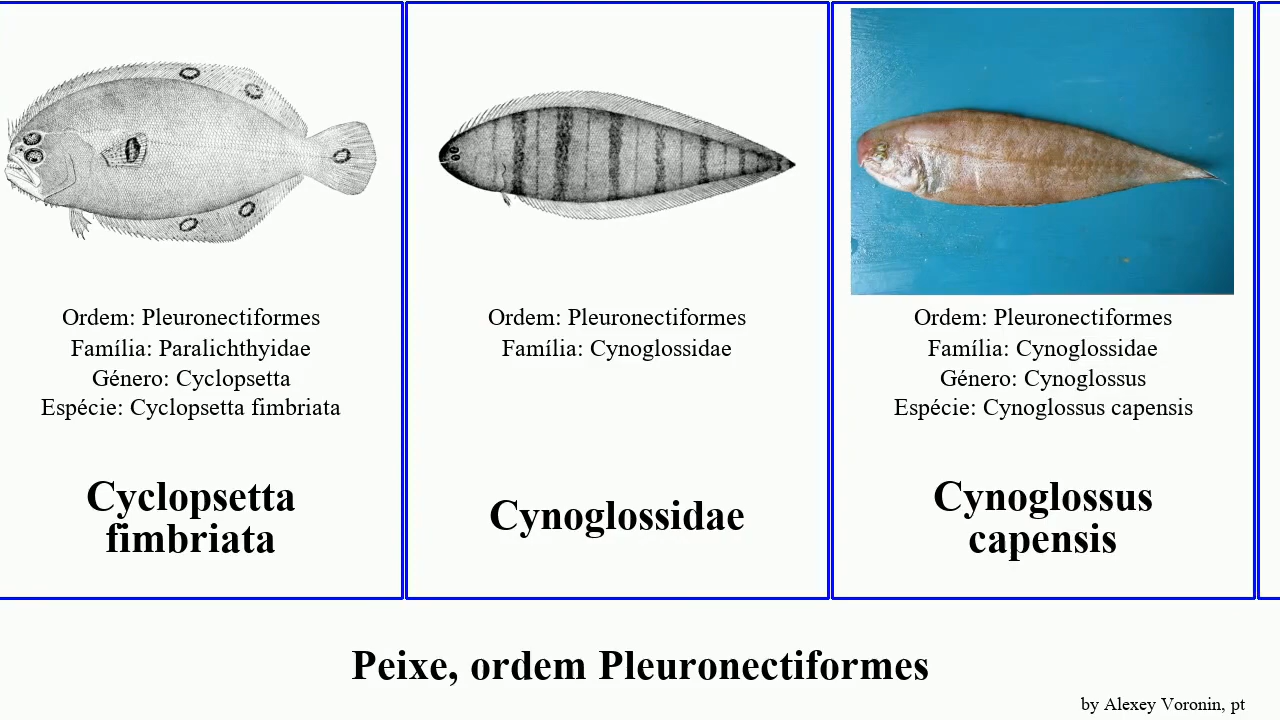 Ordem: Pleuronectiformes
Família: Paralichthyidae
Género: Cyclopsetta
Espécie: Cyclopsetta fimbriata
Cyclopsetta
fimbriata
Ordem: Pleuronectiformes
Família: Cynoglossidae
Cynoglossidae
Ordem: Pleuronectiformes
Família: Cynoglossidae
Género: Cynoglossus
Espécie: Cynoglossus capensis
Cynoglossus
capensis
Peixe, ordem Pleuronectiformes
by Alexey Voronin, pt